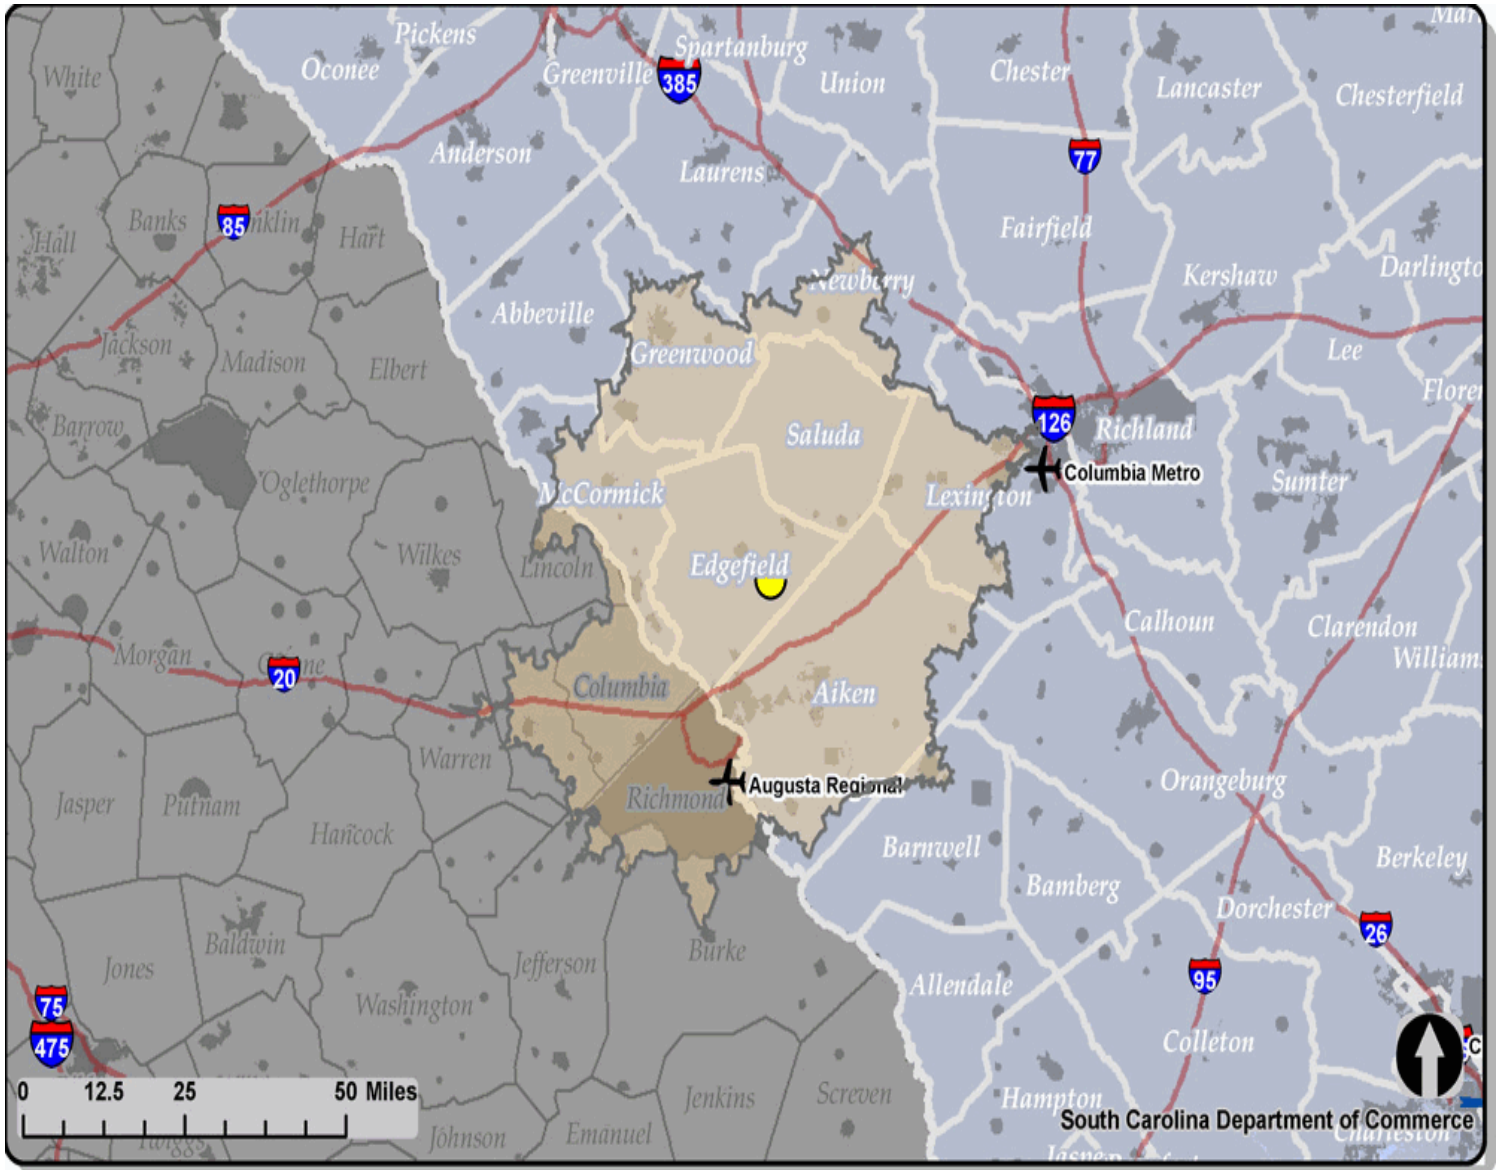 Pickens
Spartanburg
Oconee
Greenville
385
Union
Chester
Lancaster
Chesterfield
White
Anderson
77
Laurens
Banks
85
Hall
Hart
Fairfield
Kershaw
Newberry
Abbeville
Jackson
Madison
Elbert
Greenwood
Lee
Barrow
126
Richland
Saluda
Columbia Metro
Oglethorpe
McCormick
Lexington
Sumter
Walton
Wilkes
Lincoln
Edgefield
Calhoun
Clarendon
Morgan
20
Columbia
Aiken
Warren
Augusta Regional
Orangeburg
Jasper
Putnam
Richmond
Hancock
Barnwell
Bamberg
Berkeley
Dorchester
26
Baldwin
Burke
Jones
Jefferson
Allendale
95
75
Washington
475
Colleton
0 12.5 25 50 Miles
Jenkins
Screven
Hampton
South Carolina Department of Commerce
Johnson
Emanuel
Twiggs
Charleston